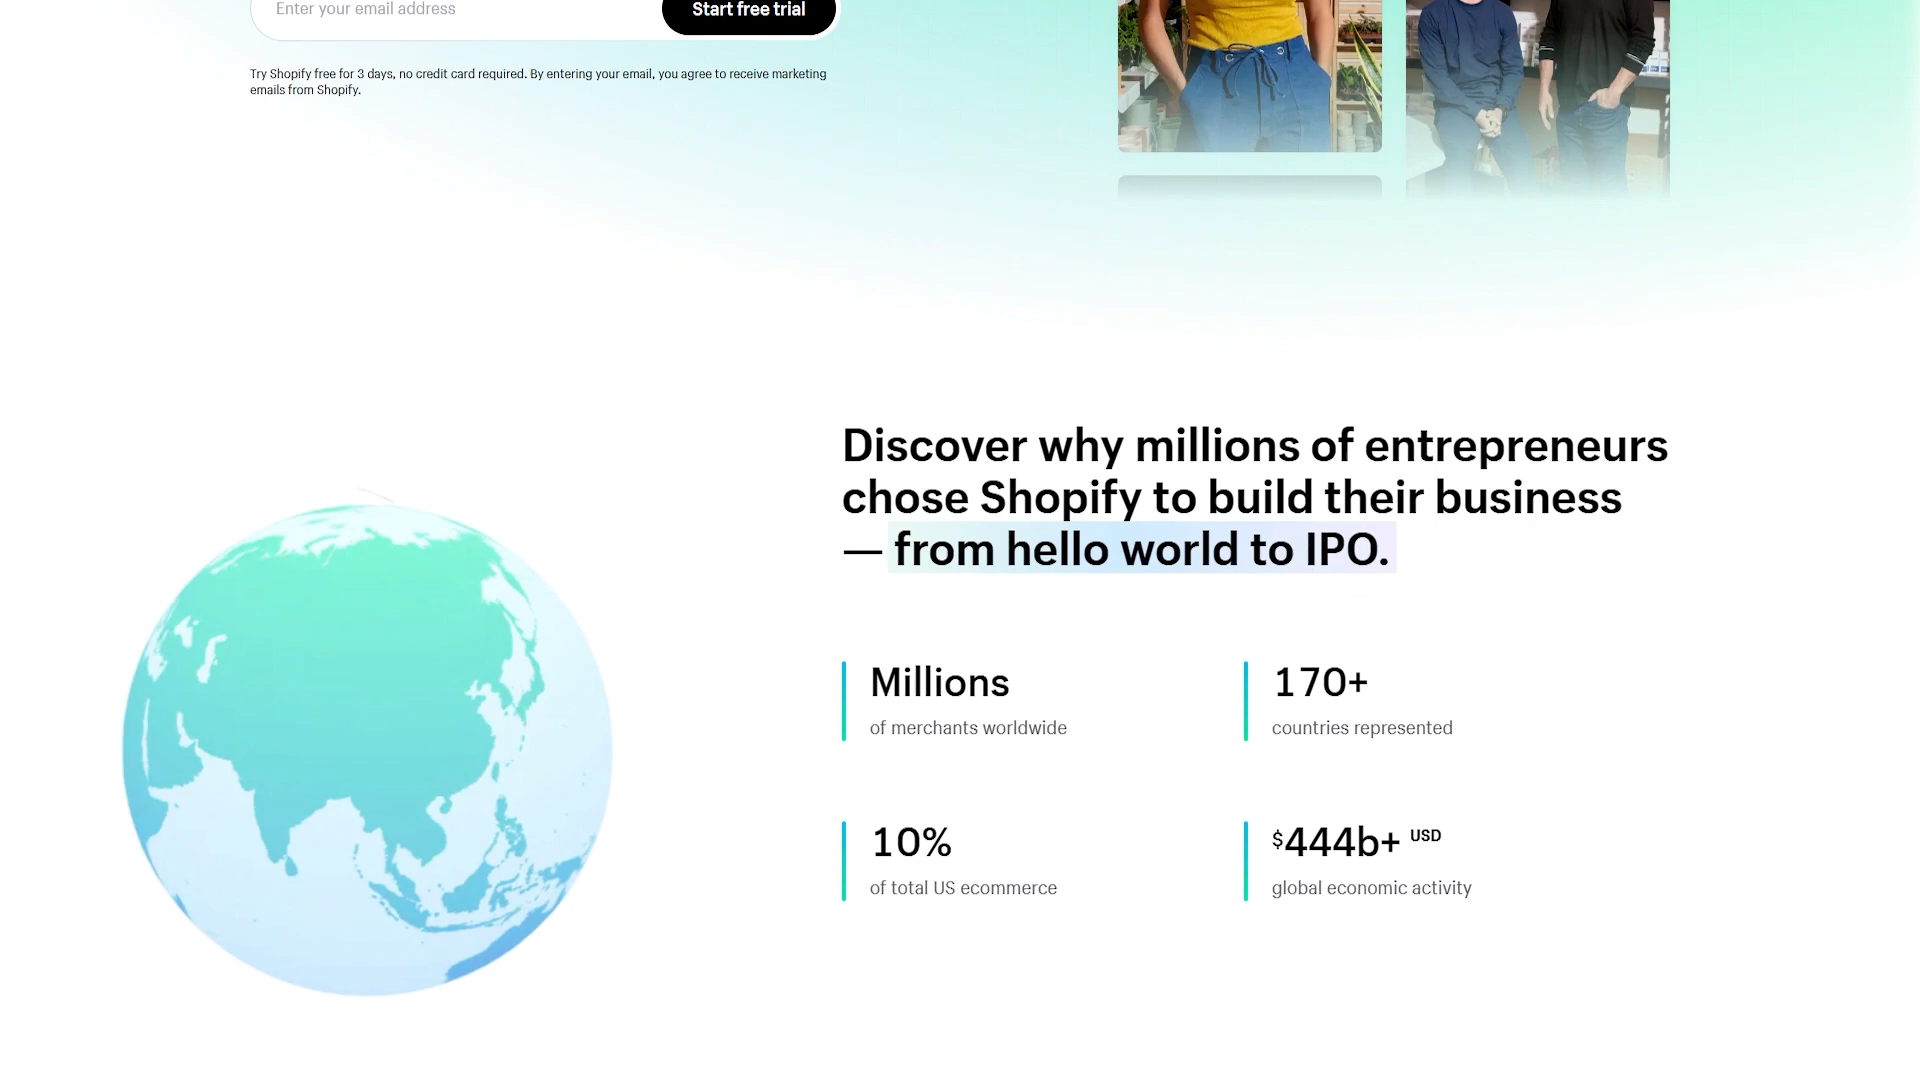 Enter your email address
Start free trial
Try Shopify free for 3 days, no credit card required. By entering your email, you agree to receive marketing
emails from Shopify.
Discover why millions of entrepreneurs
chose Shopify to build their business
— from hello world to IPO.
Millions
of merchants worldwide
170+
countries represented
10%
of total US ecommerce
$444b+ USD
global economic activity